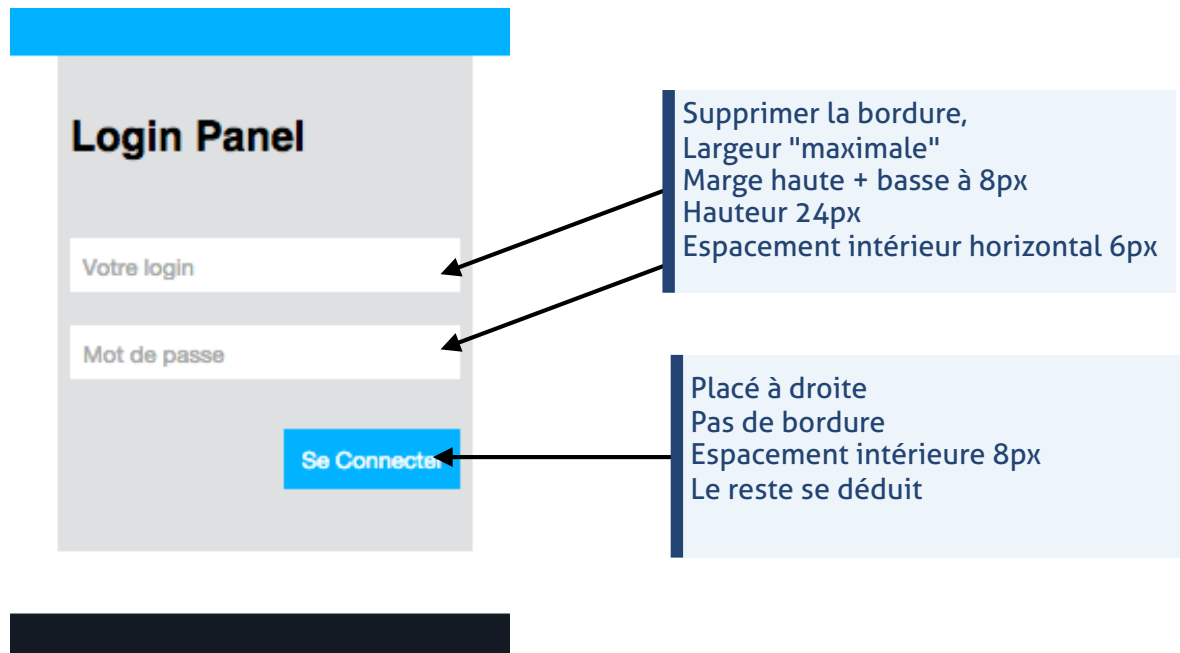 Login Panel
Votre login
Mot de passe
Se Connecter
Supprimer la bordure,
Largeur "maximale"
Marge haute + basse à 8px
Hauteur 24px
Espacement intérieur horizontal 6px
Placé à droite
Pas de bordure
Espacement intérieure 8px
Le reste se déduit